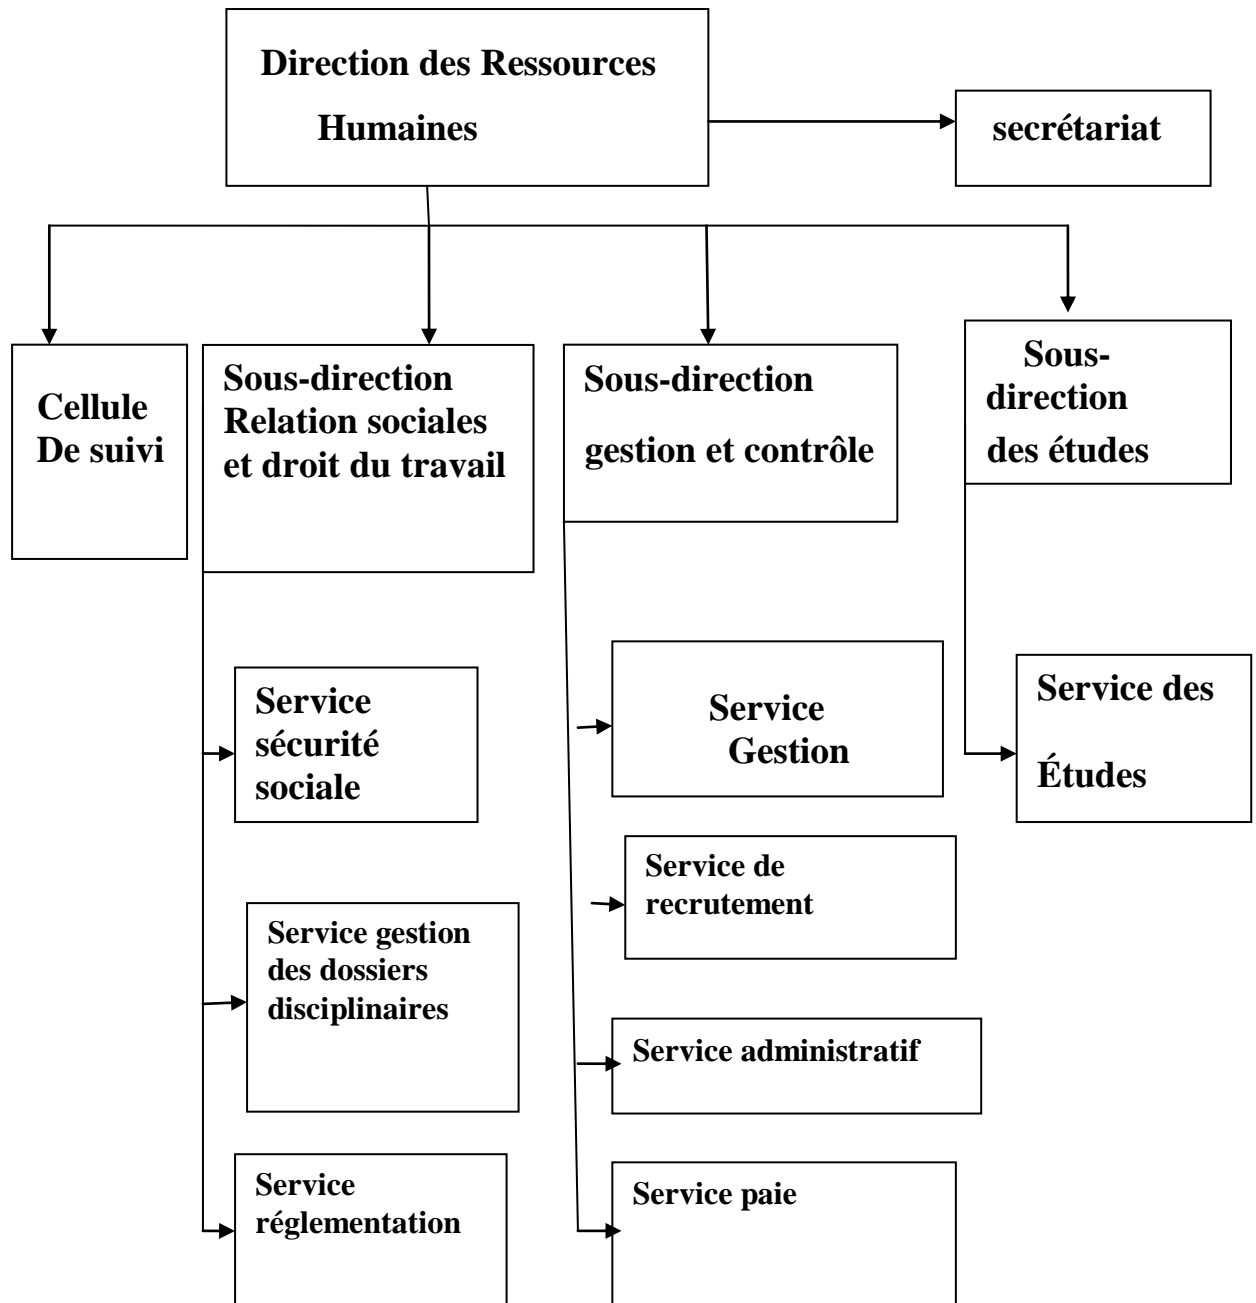 Direction des Ressources
Humaines
secrétariat
Cellule
De suivi
Sous-direction
Relation sociales
et droit du travail
Sous-direction
gestion et contrôle
Sous-
direction
des études
Service
sécurité
sociale
Service gestion
des dossiers
disciplinaires
Service
réglementation
Service
Gestion
Service de
recrutement
Service administratif
Service paie
Service des
Études